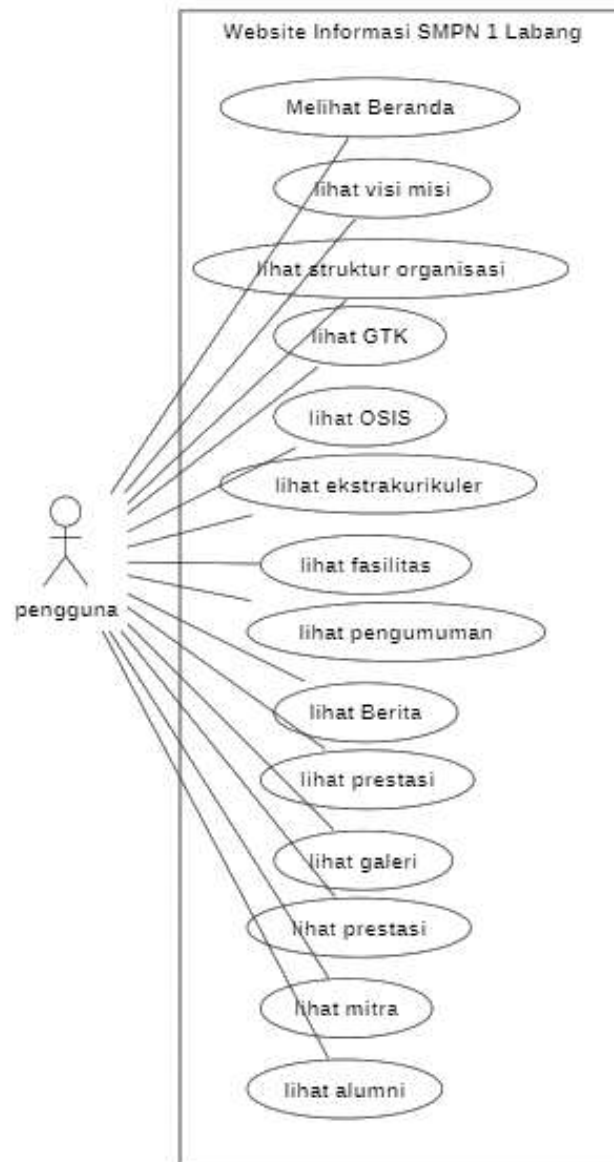 Website Informasi SMPN 1 Labang
Melihat Beranda
lihat visi misi
lihat struktur organisasi
lihat GTK
lihat OSIS
lihat ekstrakurikuler
lihat fasilitas
pengguna
lihat pengumuman
lihat Berita
lihat prestasi
lihat galeri
lihat prestasi
lihat mitra
lihat alumni